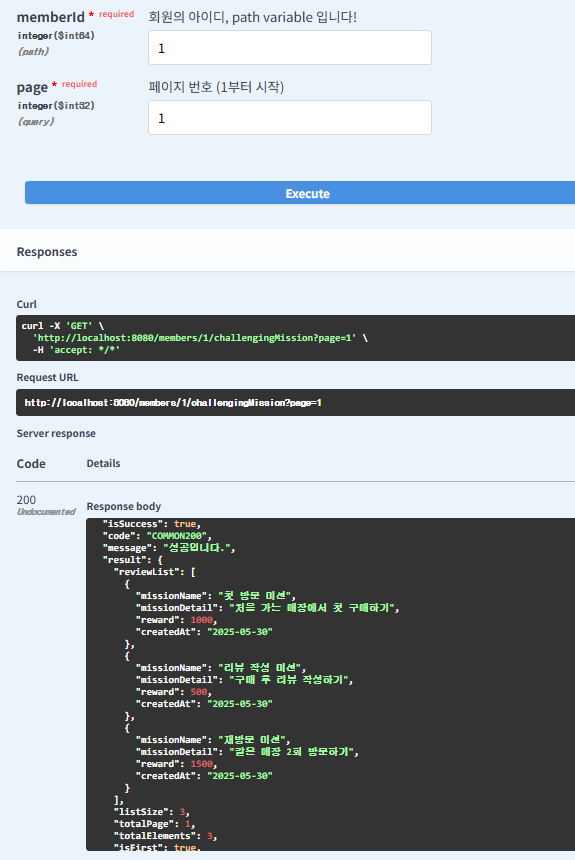 memberId * required 회원의 아이디, path variable 입니다!
integer($int64)
(path)
1
page * required 페이지 번호 (1부터 시작)
integer($int32)
(query)
1
Execute
Responses
Curl
curl -X 'GET' \
'http://localhost:8080/members/1/challengingMission?page=1' \
-H 'accept: */*'
Request URL
http://localhost:8080/members/1/challengingMission?page=1
Server response
Code Details
200
Undocumented
Response body
"isSuccess": true,
"code": "COMMON200",
"message": "성공입니다.",
"result": {
"reviewList": [
{
"missionName": "첫 방문 미션",
"missionDetail": "처음 가는 매장에서 첫 구매하기",
"reward": 1000,
"createdAt": "2025-05-30"
},
{
"missionName": "리뷰 작성 미션",
"missionDetail": "구매 후 리뷰 작성하기",
"reward": 500,
"createdAt": "2025-05-30"
},
{
"missionName": "재방문 미션",
"missionDetail": "같은 매장 2회 방문하기",
"reward": 1500,
"createdAt": "2025-05-30"
}
],
"listSize": 3,
"totalPage": 1,
"totalElements": 3,
"isFirst": true,